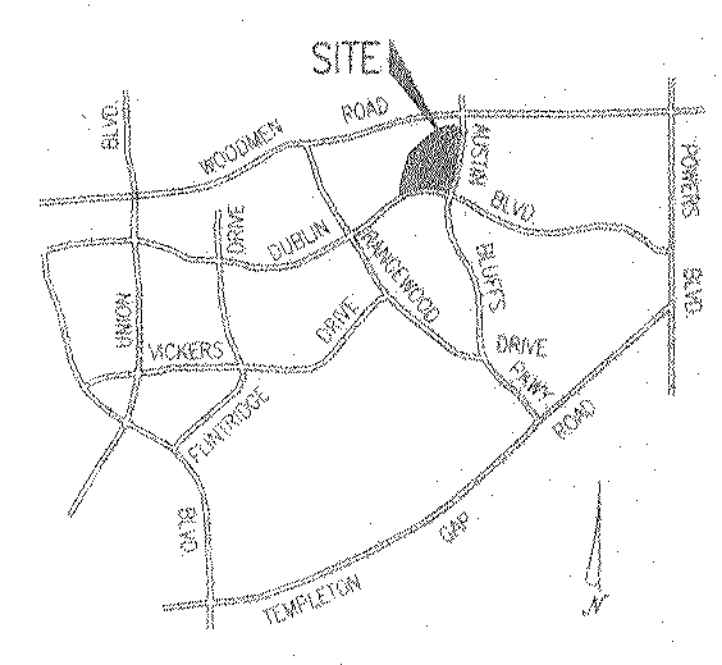 SITE
ROAD
WOODMEN
BLVD.
AUSTIN
POWERS
DRIVE
DUBLIN
BLVD.
RANGEWOOD
BLUFFS
BLVD.
UNION
VICKERS
DRIVE
DRIVE
PKWY
FLINTRIDGE
ROAD
BLVD
GAP
TEMPLETON
N